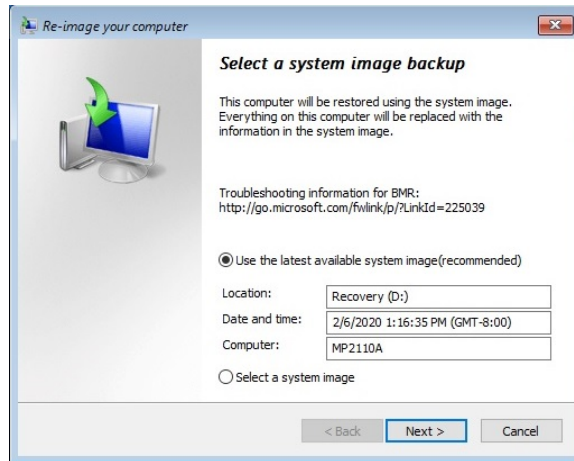 Re-image your computer
Select a system image backup
This computer will be restored using the system image.
Everything on this computer will be replaced with the
information in the system image.
Troubleshooting information for BMR:
http://go.microsoft.com/fwlink/p/?LinkId=225039
Use the latest available system image(recommended)
Location: Recovery (D:)
Date and time: 2/6/2020 1:16:35 PM (GMT-8:00)
Computer: MP2110A
Select a system image
< Back Next > Cancel